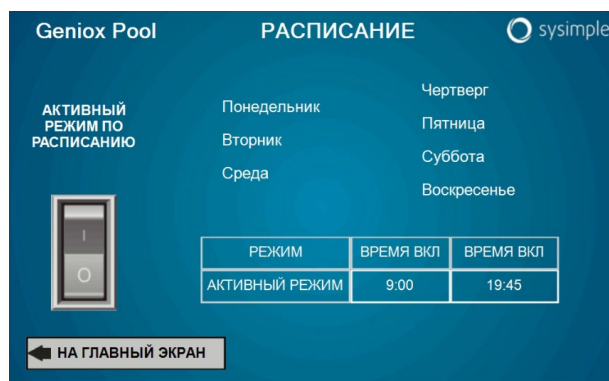 Geniox Pool
РАСПИСАНИЕ
sysimple
АКТИВНЫЙ
РЕЖИМ ПО
РАСПИСАНИЮ
Понедельник
Вторник
Среда
Чертверг
Пятница
Суббота
Воскресенье
I
O
РЕЖИМ ВРЕМЯ ВКЛ ВРЕМЯ ВКЛ
АКТИВНЫЙ РЕЖИМ 9:00 19:45
НА ГЛАВНЫЙ ЭКРАН